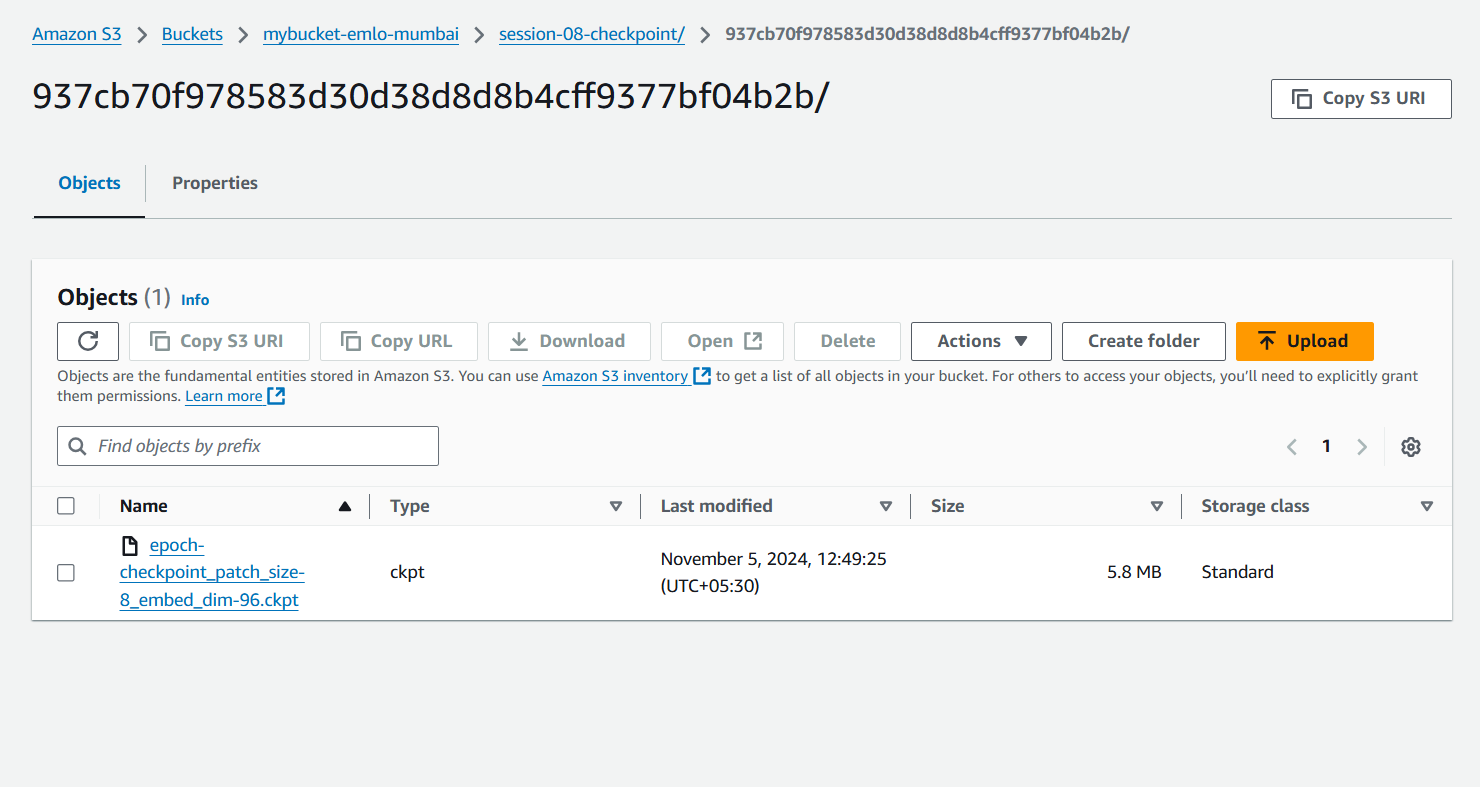 Amazon S3 > Buckets > mybucket-emlo-mumbai > session-08-checkpoint/ > 937cb70f978583d30d38d8d8b4cff9377bf04b2b/
937cb70f978583d30d38d8d8b4cff9377bf04b2b/
Copy S3 URI
Objects Properties
Objects (1) Info
Copy S3 URI Copy URL Download Open Delete Actions Create folder Upload
Objects are the fundamental entities stored in Amazon S3. You can use Amazon S3 inventory to get a list of all objects in your bucket. For others to access your objects, you'll need to explicitly grant
them permissions. Learn more
Find objects by prefix
1
Name Type Last modified Size Storage class
epoch-
checkpoint_patch_size-
8_embed_dim-96.ckpt
ckpt
November 5, 2024, 12:49:25
(UTC+05:30)
5.8 MB
Standard